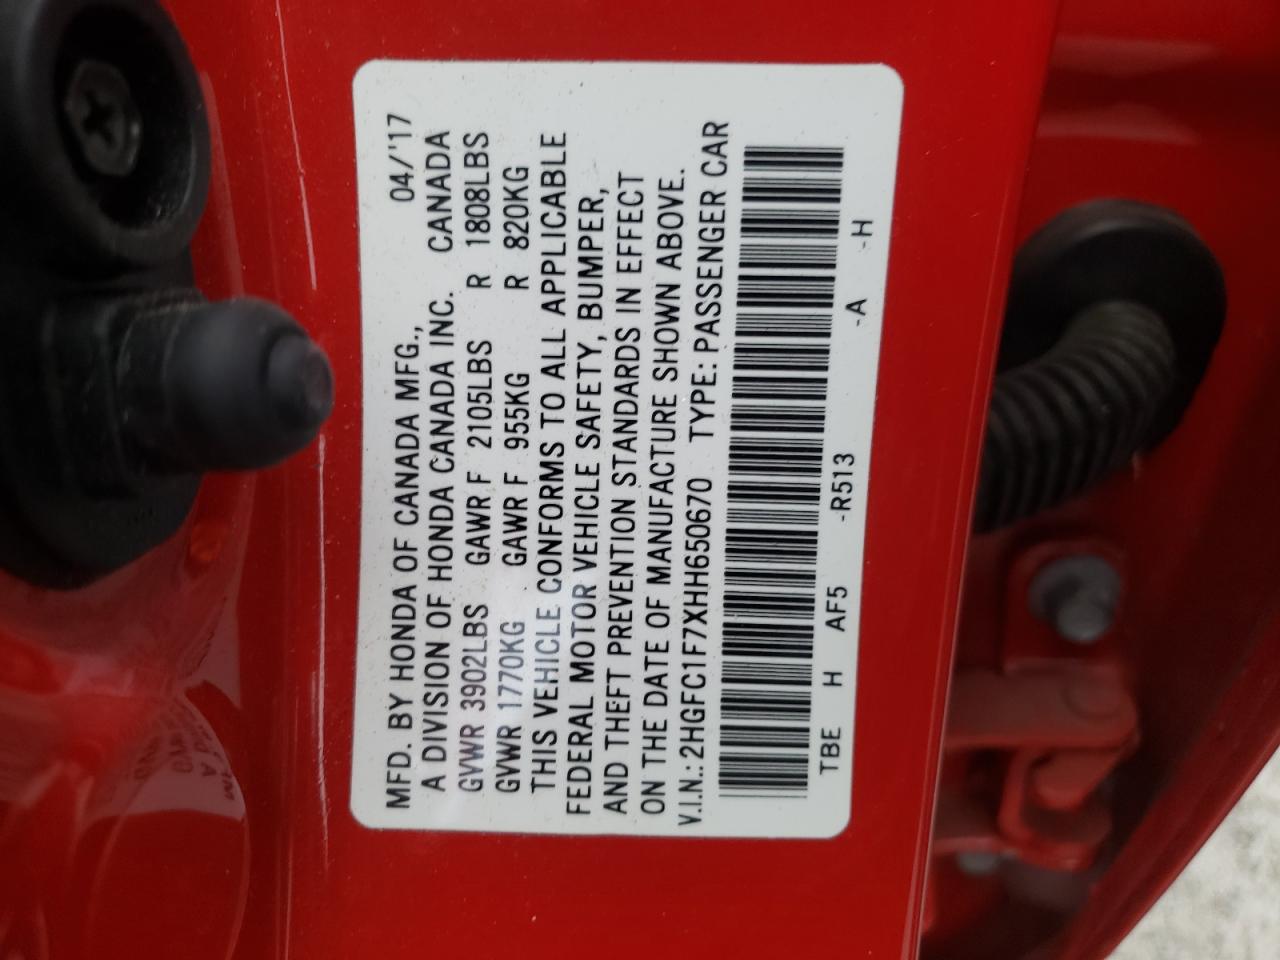 MFD. BY HONDA OF CANADA MFG., 04/'17
A DIVISION OF HONDA CANADA INC. CANADA
GVWR 3902LBS GAWR F 2105LBS R 1808LBS
GVWR 1770KG GAWR F 955KG R 820KG
THIS VEHICLE CONFORMS TO ALL APPLICABLE
FEDERAL MOTOR VEHICLE SAFETY, BUMPER,
AND THEFT PREVENTION STANDARDS IN EFFECT
ON THE DATE OF MANUFACTURE SHOWN ABOVE.
V.I.N.: 2HGFC1F7XHH650670 TYPE: PASSENGER CAR
TBE H AF5 -R513 -A -H